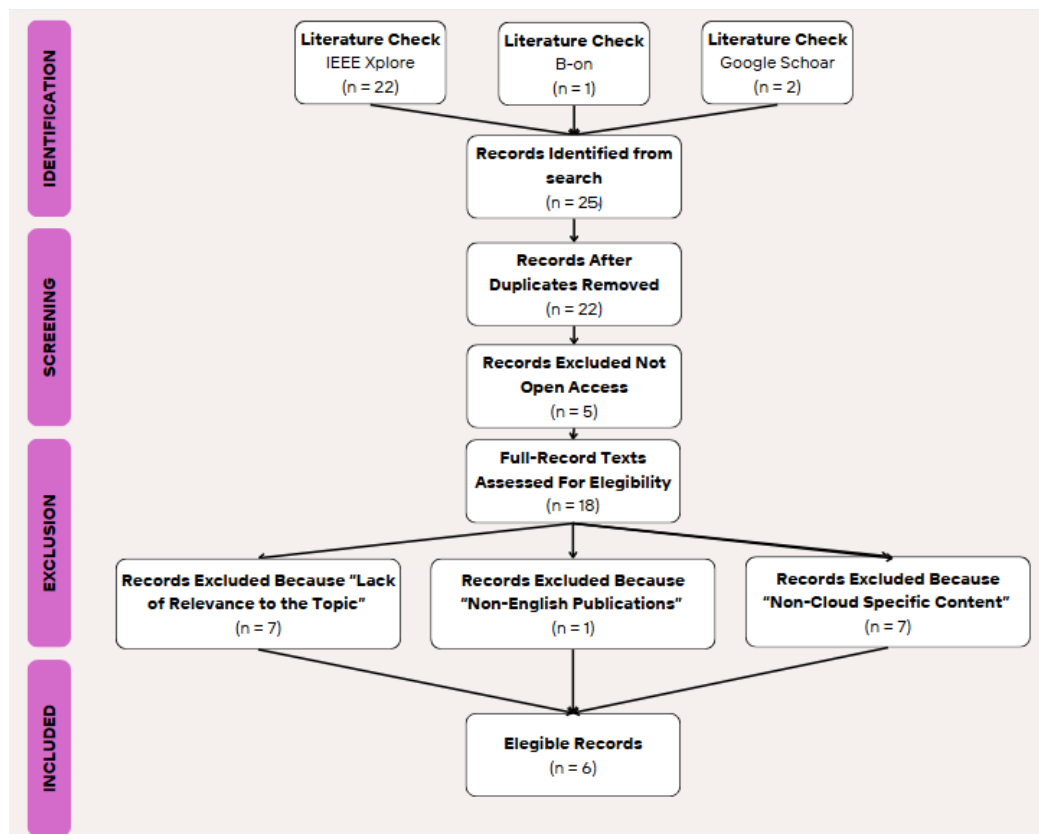 IDENTIFICATION
Literature Check
IEEE Xplore
(n = 22)
Literature Check
B-on
(n = 1)
Literature Check
Google Schoar
(n = 2)
Records Identified from
search
(n = 25)
SCREENING
Records After
Duplicates Removed
(n = 22)
Records Excluded Not
Open Access
(n = 5)
EXCLUSION
Full-Record Texts
Assessed For Elegibility
(n = 18)
Records Excluded Because "Lack
of Relevance to the Topic"
(n = 7)
Records Excluded Because
"Non-English Publications"
(n = 1)
Records Excluded Because
"Non-Cloud Specific Content"
(n = 7)
INCLUDED
Elegible Records
(n = 6)